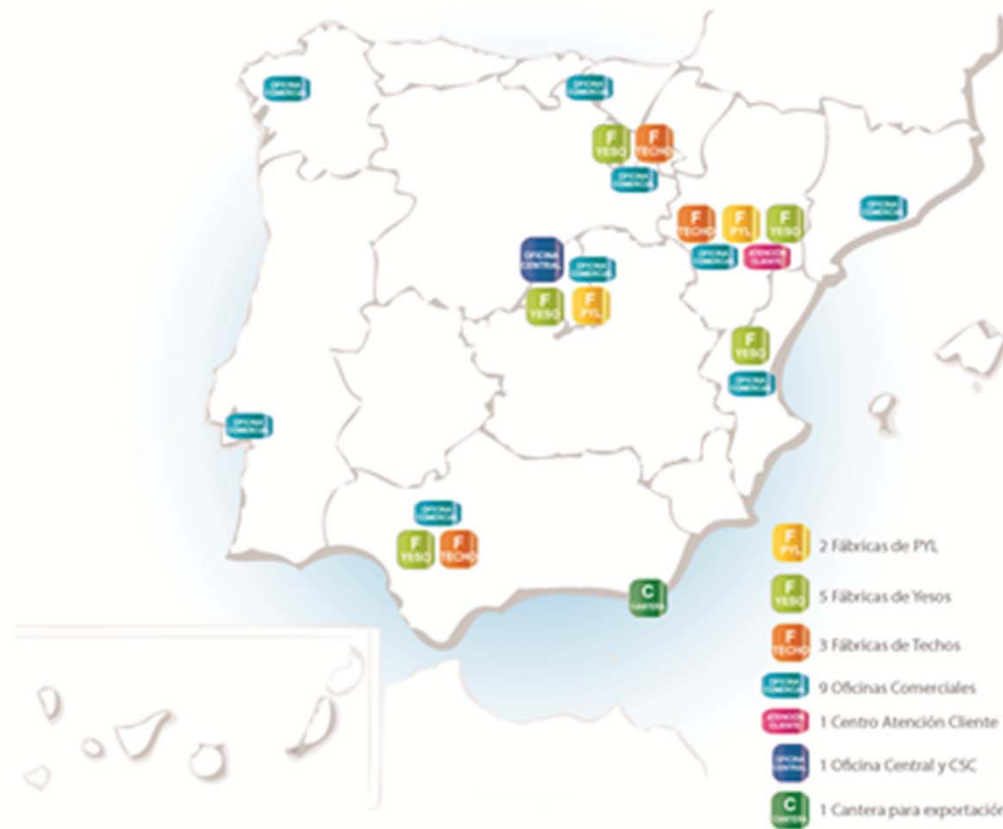 OFICINA
COMERCIAL
OFICINA
COMERCIAL
F
YESO
F
TECHO
OFICINA
COMERCIAL
OFICINA
COMERCIAL
F
TECHO
F
PYL
F
YESO
OFICINA
COMERCIAL
ATENCIÓN
CLIENTE
OFICINA
CENTRAL
OFICINA
COMERCIAL
F
YESO
F
PYL
F
YESO
OFICINA
COMERCIAL
OFICINA
COMERCIAL
OFICINA
COMERCIAL
F
YESO
F
TECHO
C
CANTERA
F
PYL
2 Fábricas de PYL
F
YESO
5 Fábricas de Yesos
F
TECHO
3 Fábricas de Techos
OFICINA
COMERCIAL
9 Oficinas Comerciales
ATENCIÓN
CLIENTE
1 Centro Atención Cliente
OFICINA
CENTRAL
1 Oficina Central y CSC
C
CANTERA
1 Cantera para exportación